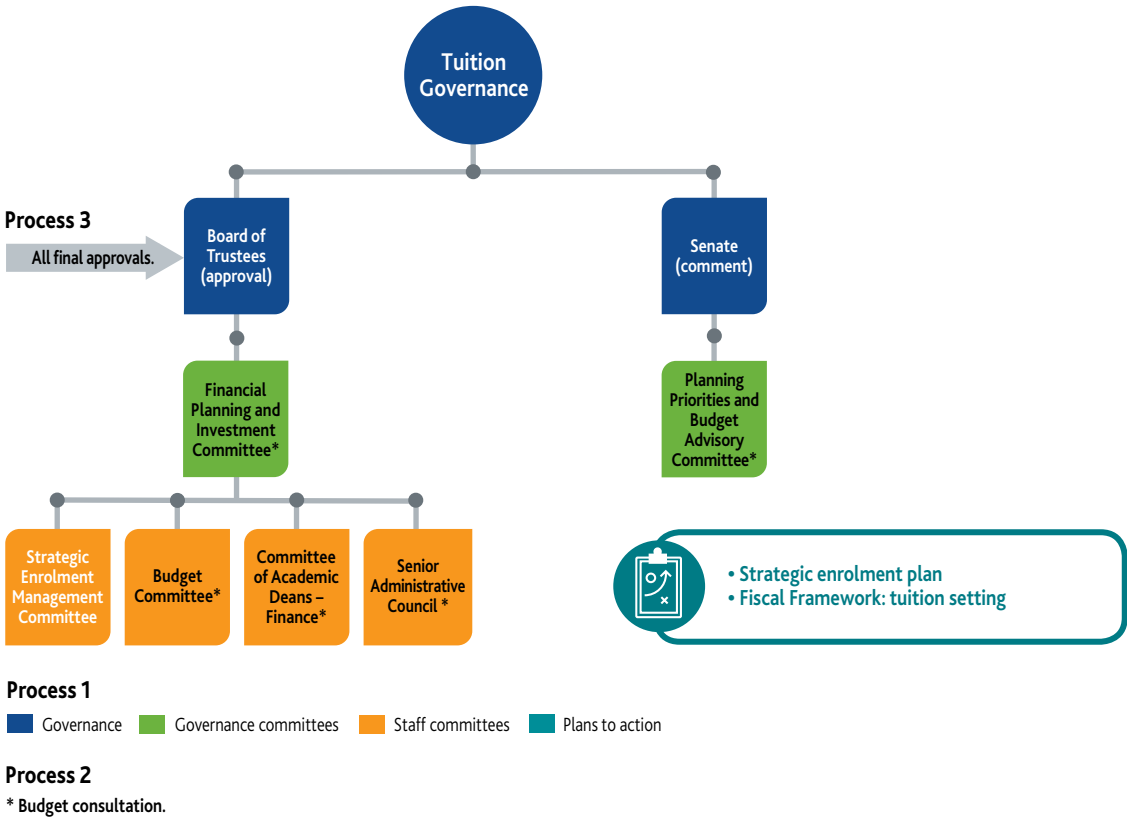 Tuition
Governance
Process 3
All final approvals.
Board of
Trustees
(approval)
Senate
(comment)
Financial
Planning and
Investment
Committee*
Planning
Priorities and
Budget
Advisory
Committee*
Strategic
Enrolment
Management
Committee
Budget
Committee*
Committee
of Academic
Deans –
Finance*
Senior
Administrative
Council *
• Strategic enrolment plan
• Fiscal Framework: tuition setting
Process 1
Governance
Governance committees
Staff committees
Plans to action
Process 2
* Budget consultation.